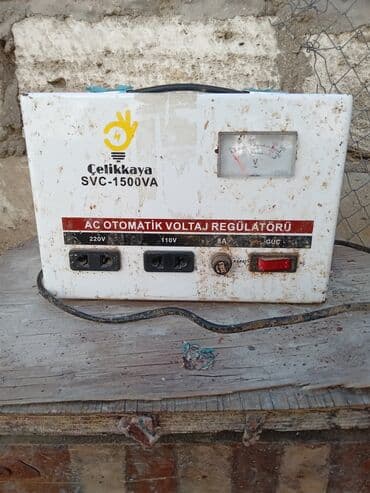 Çelikkaya
SVC-1500VA
V
AC OTOMATİK VOLTAJ REGÜLATÖRÜ
220V 110V 8A GÜÇ